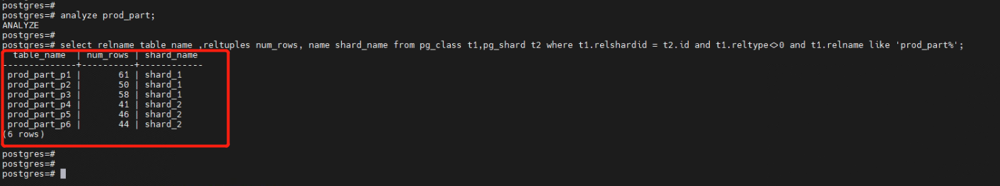 postgres=#
postgres=# analyze prod_part;
ANALYZE
postgres=#
postgres=# select relname table_name ,reltuples num_rows, name shard_name from pg_class t1,pg_shard t2 where t1.relshardid = t2.id and t1.reltype<>0 and t1.relname like 'prod_part%';
  table_name  | num_rows | shard_name
--------------+----------+------------
 prod_part_p1 |       61 | shard_1
 prod_part_p2 |       50 | shard_1
 prod_part_p3 |       58 | shard_1
 prod_part_p4 |       41 | shard_2
 prod_part_p5 |       46 | shard_2
 prod_part_p6 |       44 | shard_2
(6 rows)

postgres=#
postgres=#
postgres=#